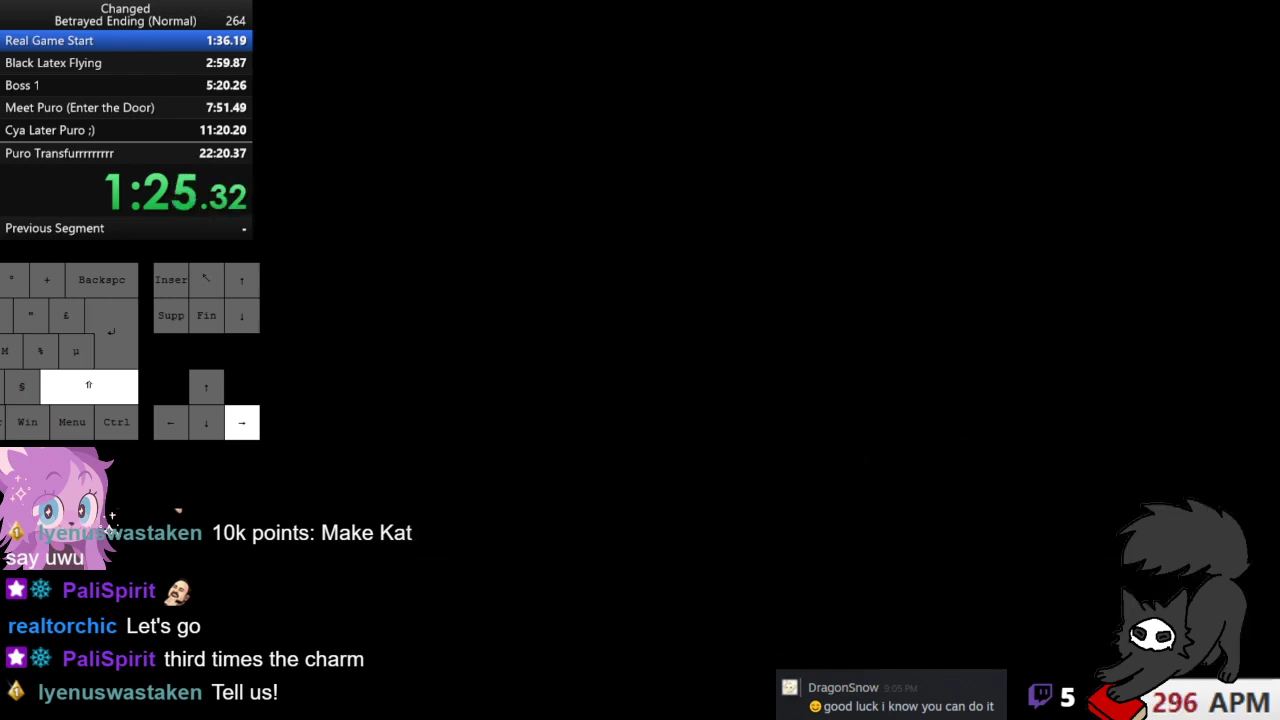 Changed
Betrayed Ending (Normal) 264
Real Game Start 1:36.19
Black Latex Flying 2:59.87
Boss 1 5:20.26
Meet Puro (Enter the Door) 7:51.49
Cya Later Puro ;) 11:20.20
Puro Transfurrrrrrrrr 22:20.37
1:25.32
Previous Segment -
° + Backspc Inser ↖ ↑
" £ ↲ Supp Fin ↓
M % µ
§ ⇧ ↑
Win Menu Ctrl ← ↓ →
lyenuswastaken 10k points: Make Kat
say uwu
PaliSpirit
realtorchic Let's go
PaliSpirit third times the charm
lyenuswastaken Tell us!
DragonSnow 9:05 PM
😊good luck i know you can do it
5
296 APM